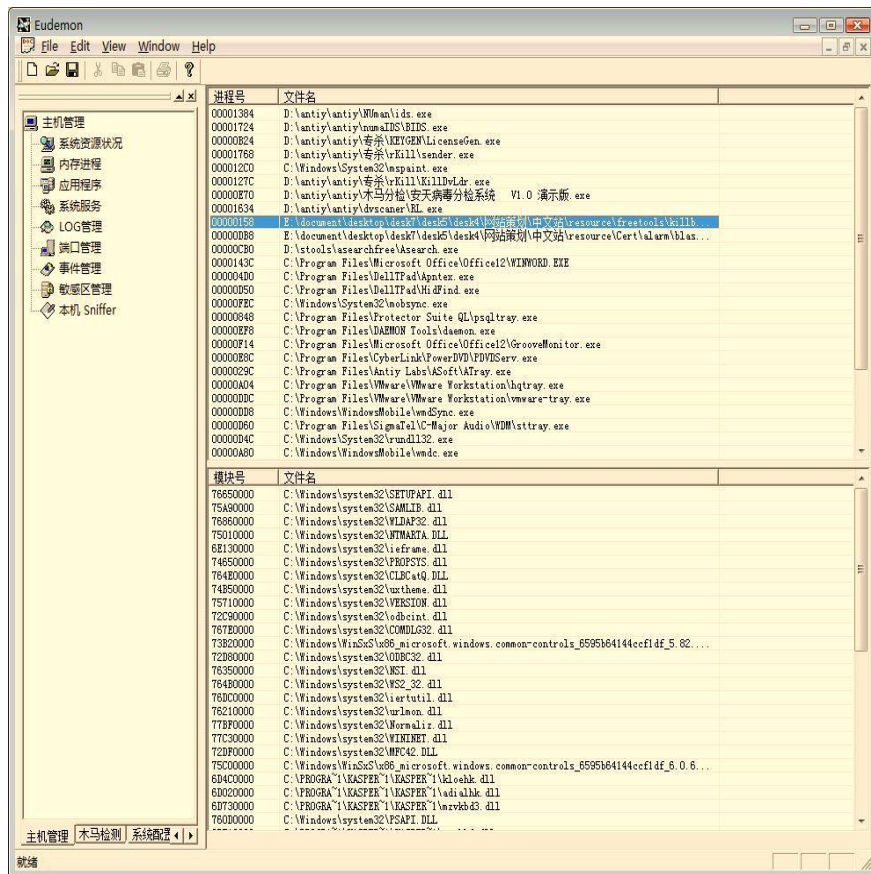 Eudemon
File Edit View Window Help
主机管理
系统资源状况
内存进程
应用程序
系统服务
LOG管理
端口管理
事件管理
敏感区管理
本机 Sniffer
主机管理 木马检测 系统配置
进程号 文件名
00001384 D:\antiy\antiy\NUman\ids.exe
00001724 D:\antiy\antiy\numaIDS\BIDS.exe
00000B24 D:\antiy\antiy\专杀\KEYGEN\LicenseGen.exe
00001768 D:\antiy\antiy\专杀\rKill\sender.exe
000012C0 C:\Windows\System32\mspaint.exe
0000127C D:\antiy\antiy\专杀\rKill\KillDvLdr.exe
00000E70 D:\antiy\antiy\木马分检\安天病毒分检系统 V1.0 演示版.exe
00001634 D:\antiy\antiy\dvscaner\RL.exe
00000158 E:\document\desktop\desk7\desk5\desk4\网站策划\中文站\resource\freetools\killb...
00000DB8 E:\document\desktop\desk7\desk5\desk4\网站策划\中文站\resource\Cert\alarm\blas...
00000CB0 D:\stools\asearchfree\Asearch.exe
0000143C C:\Program Files\Microsoft Office\Office12\WINWORD.EXE
000004D0 C:\Program Files\DellTPad\Apntex.exe
00000D50 C:\Program Files\DellTPad\HidFind.exe
00000FEC C:\Windows\System32\mobsync.exe
00000848 C:\Program Files\Protector Suite QL\psqltray.exe
00000EF8 C:\Program Files\DAEMON Tools\daemon.exe
00000F14 C:\Program Files\Microsoft Office\Office12\GrooveMonitor.exe
00000E8C C:\Program Files\CyberLink\PowerDVD\PDVDServ.exe
0000029C C:\Program Files\Antiy Labs\ASoft\ATray.exe
00000A04 C:\Program Files\VMware\VMware Workstation\hqtray.exe
00000DDC C:\Program Files\VMware\VMware Workstation\vmware-tray.exe
00000DD8 C:\Windows\WindowsMobile\wmdSync.exe
00000D60 C:\Program Files\SigmaTel\C-Major Audio\WDM\sttray.exe
00000D4C C:\Windows\System32\rundll32.exe
00000A80 C:\Windows\WindowsMobile\wmdc.exe
模块号 文件名
76650000 C:\Windows\system32\SETUPAPI.dll
75A90000 C:\Windows\system32\SAMLIB.dll
76860000 C:\Windows\system32\WLDAP32.dll
75010000 C:\Windows\system32\NTMARTA.DLL
6E130000 C:\Windows\system32\ieframe.dll
74650000 C:\Windows\system32\PROPSYS.dll
764E0000 C:\Windows\system32\CLBCatQ.DLL
74B50000 C:\Windows\system32\uxtheme.dll
75710000 C:\Windows\system32\VERSION.dll
72C90000 C:\Windows\system32\odbcint.dll
767E0000 C:\Windows\system32\COMDLG32.dll
73B20000 C:\Windows\WinSxS\x86_microsoft.windows.common-controls_6595b64144ccf1df_5.82....
72D80000 C:\Windows\system32\ODBC32.dll
76350000 C:\Windows\system32\NSI.dll
764B0000 C:\Windows\system32\WS2_32.dll
76DC0000 C:\Windows\system32\iertutil.dll
76210000 C:\Windows\system32\urlmon.dll
77BF0000 C:\Windows\system32\Normaliz.dll
77C30000 C:\Windows\system32\WININET.dll
72DF0000 C:\Windows\system32\MFC42.DLL
75C00000 C:\Windows\WinSxS\x86_microsoft.windows.common-controls_6595b64144ccf1df_6.0.6...
6D4C0000 C:\PROGRA~1\KASPER~1\KASPER~1\kloehk.dll
6D020000 C:\PROGRA~1\KASPER~1\KASPER~1\adialhk.dll
6D730000 C:\PROGRA~1\KASPER~1\KASPER~1\mzvkbd3.dll
760D0000 C:\Windows\system32\PSAPI.DLL
就绪